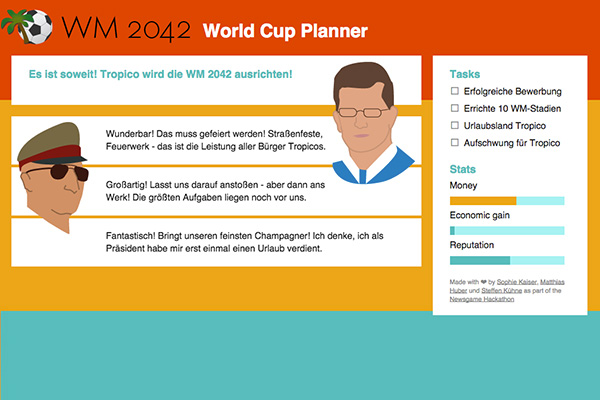 WM 2042 World Cup Planner
Es ist soweit! Tropico wird die WM 2042 ausrichten!
Wunderbar! Das muss gefeiert werden! Straßenfeste,
Feuerwerk - das ist die Leistung aller Bürger Tropicos.
Großartig! Lasst uns darauf anstoßen - aber dann ans
Werk! Die größten Aufgaben liegen noch vor uns.
Fantastisch! Bringt unseren feinsten Champagner! Ich denke, ich als
Präsident habe mir erst einmal einen Urlaub verdient.
Tasks
Erfolgreiche Bewerbung
Errichte 10 WM-Stadien
Urlaubsland Tropico
Aufschwung für Tropico
Stats
Money
Economic gain
Reputation
Made with ❤ by Sophie Kaiser, Matthias
Huber und Steffen Kühne as part of the
Newsgame Hackathon